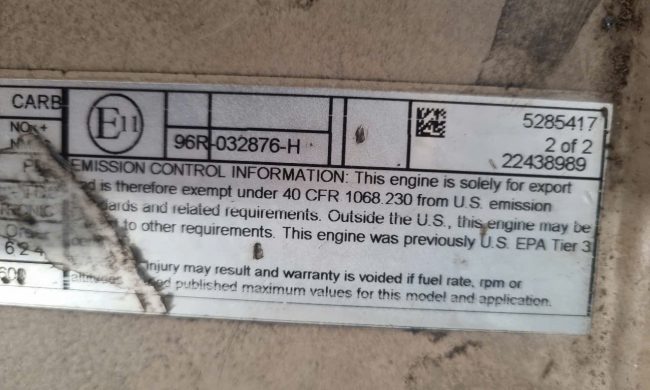 CARB
E11
NOx+
96R-032876-H
5285417
2 of 2
22438989
EMISSION CONTROL INFORMATION: This engine is solely for export
is therefore exempt under 40 CFR 1068.230 from U.S. emission
and related requirements. Outside the U.S., this engine may be
to other requirements. This engine was previously U.S. EPA Tier 3
injury may result and warranty is voided if fuel rate, rpm or
published maximum values for this model and application.
624
600